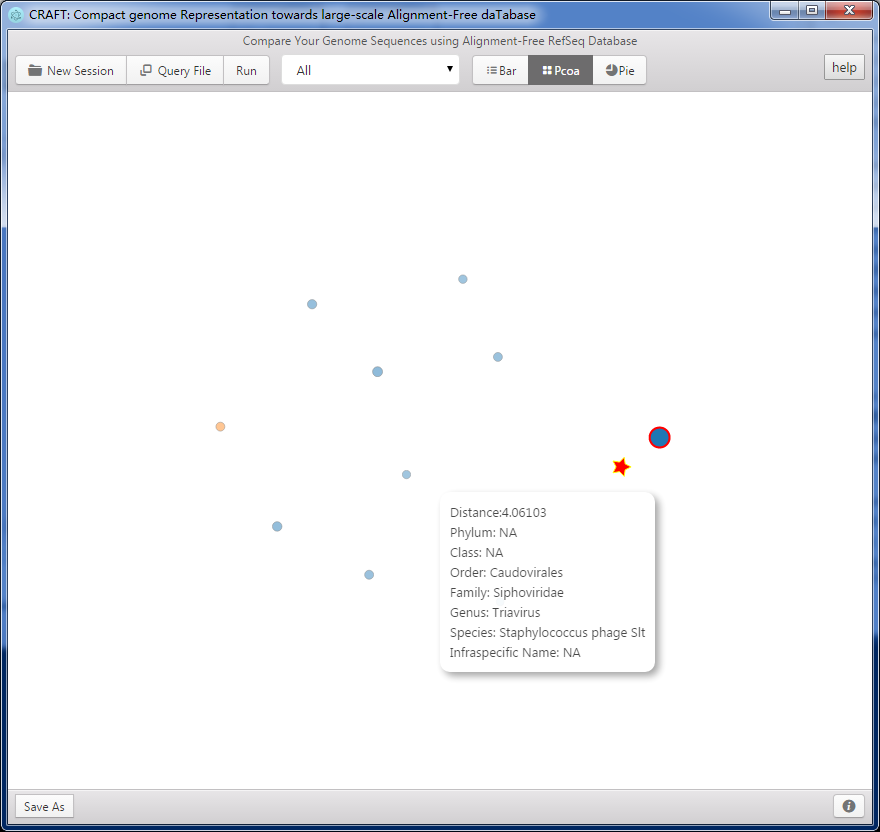 CRAFT: Compact genome Representation towards large-scale Alignment-Free daTabase
Compare Your Genome Sequences using Alignment-Free RefSeq Database
New Session Query File Run All Bar Pcoa Pie help
Distance:4.06103
Phylum: NA
Class: NA
Order: Caudovirales
Family: Siphoviridae
Genus: Triavirus
Species: Staphylococcus phage Slt
Infraspecific Name: NA
Save As